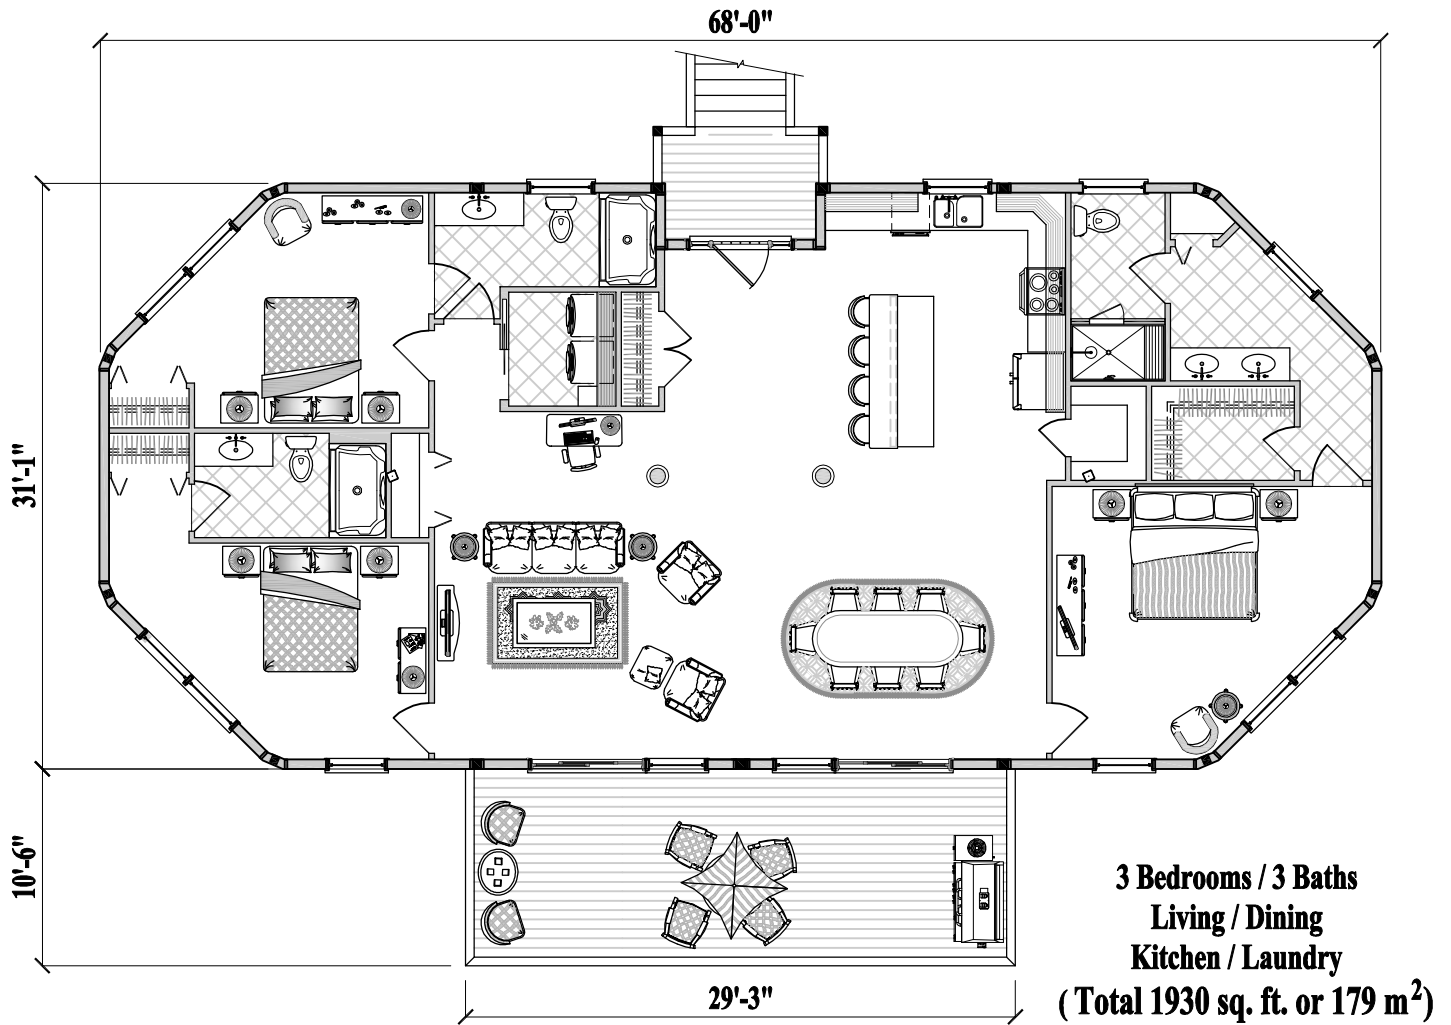 68'-0"
31'-1"
10'-6"
29'-3"
3 Bedrooms / 3 Baths
Living / Dining
Kitchen / Laundry
( Total 1930 sq. ft. or 179 m²)